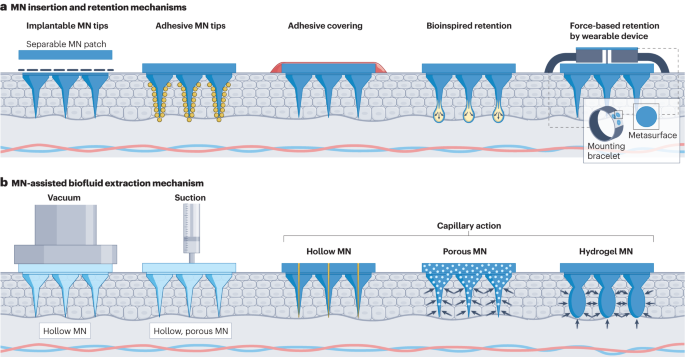 a MN insertion and retention mechanisms
Implantable MN tips
Separable MN patch
Adhesive MN tips
Adhesive covering
Bioinspired retention
Force-based retention
by wearable device
Mounting
bracelet
Metasurface
b MN-assisted biofluid extraction mechanism
Vacuum
Suction
Capillary action
Hollow MN
Porous MN
Hydrogel MN
Hollow MN
Hollow, porous MN